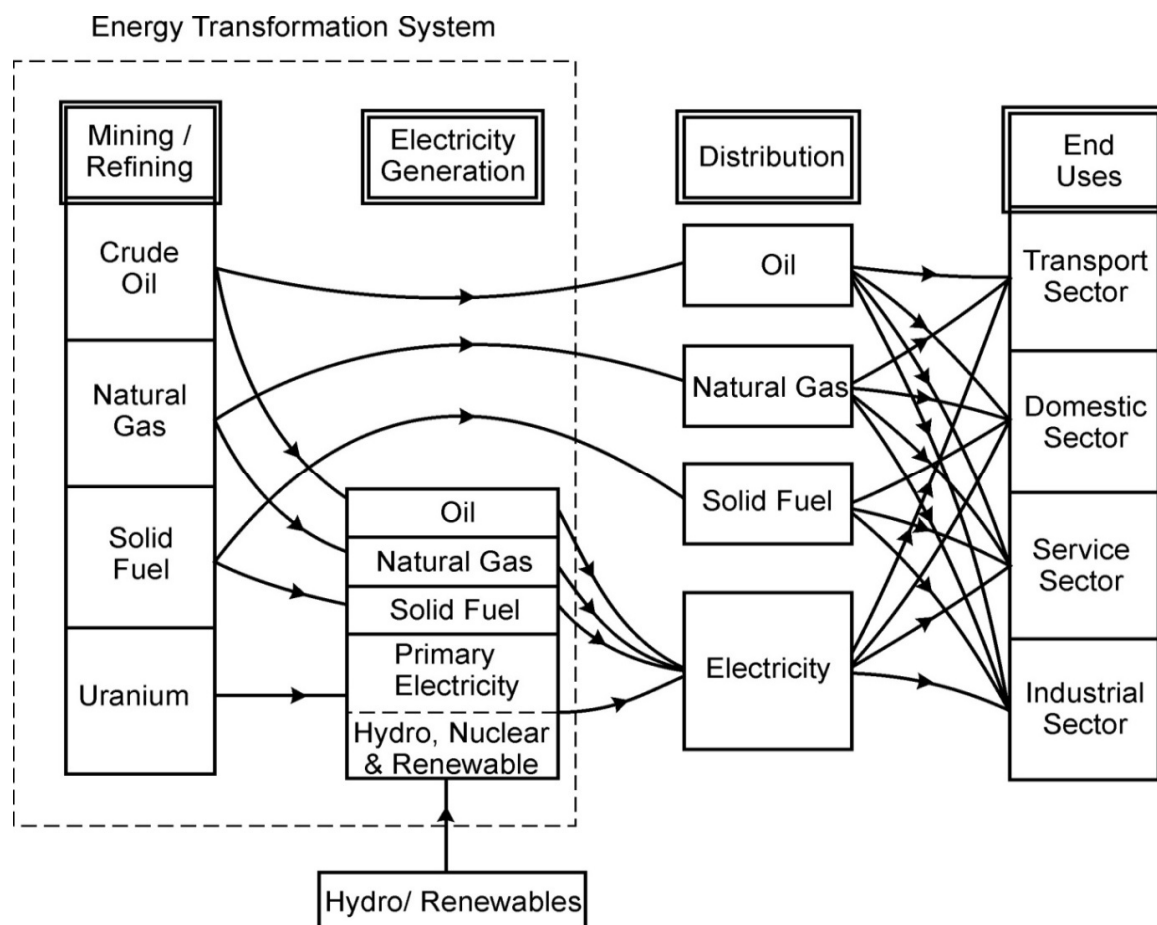 Energy Transformation System
Mining /
Refining
Crude
Oil
Natural
Gas
Solid
Fuel
Uranium
Electricity
Generation
Oil
Natural Gas
Solid Fuel
Primary
Electricity
Hydro, Nuclear
& Renewable
Hydro/ Renewables
Distribution
Oil
Natural Gas
Solid Fuel
Electricity
End
Uses
Transport
Sector
Domestic
Sector
Service
Sector
Industrial
Sector